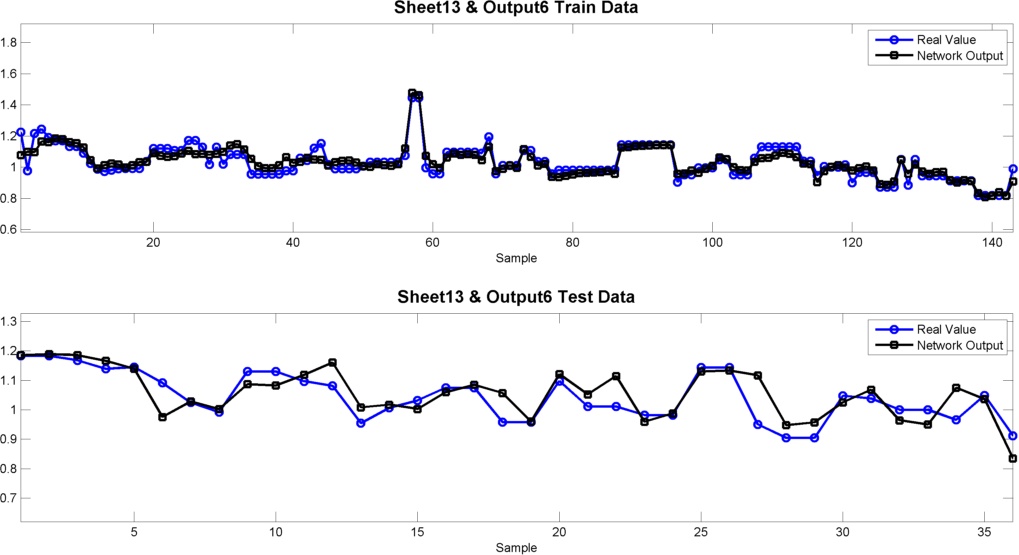 Sheet13 & Output6 Train Data
1.8
1.6
1.4
1.2
1
0.8
0.6
Real Value
Network Output
20 40 60 80 100 120 140
Sample
Sheet13 & Output6 Test Data
1.3
1.2
1.1
1
0.9
0.8
0.7
Real Value
Network Output
5 10 15 20 25 30 35
Sample